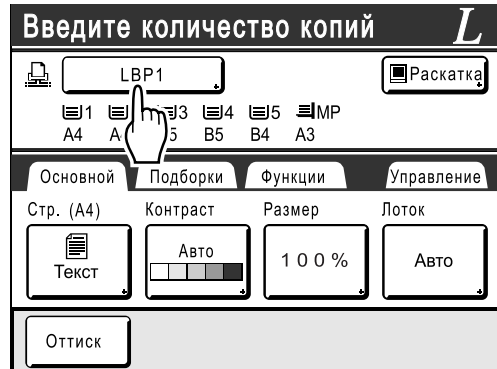 Введите количество копий L
LBP1 Раскатка
1 3 4 5 MP
A4 A 5 B5 B4 A3
Основной Подборки Функции Управление
Стр. (A4) Контраст Размер Лоток
Текст Авто 100% Авто
Оттиск